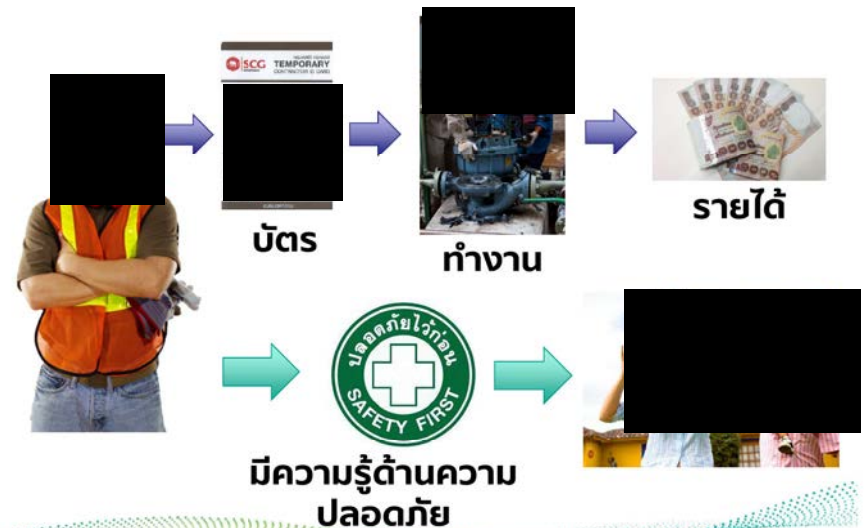 SCG
TEMPORARY
CONTRACTOR ID CARD
บัตร
ทำงาน
รายได้
ปลอดภัยไว้ก่อน
SAFETY FIRST
มีความรู้ด้านความ
ปลอดภัย